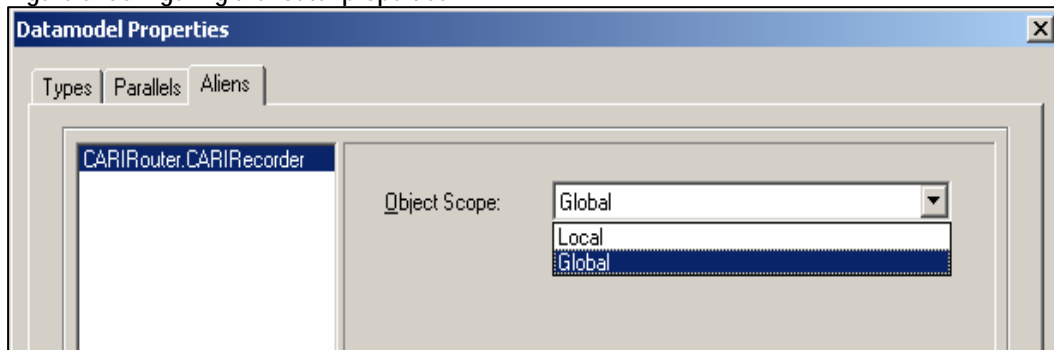 Datamodel Properties
Types Parallels Aliens
CARIRouter.CARIRecorder
Object Scope: Global
Local
Global